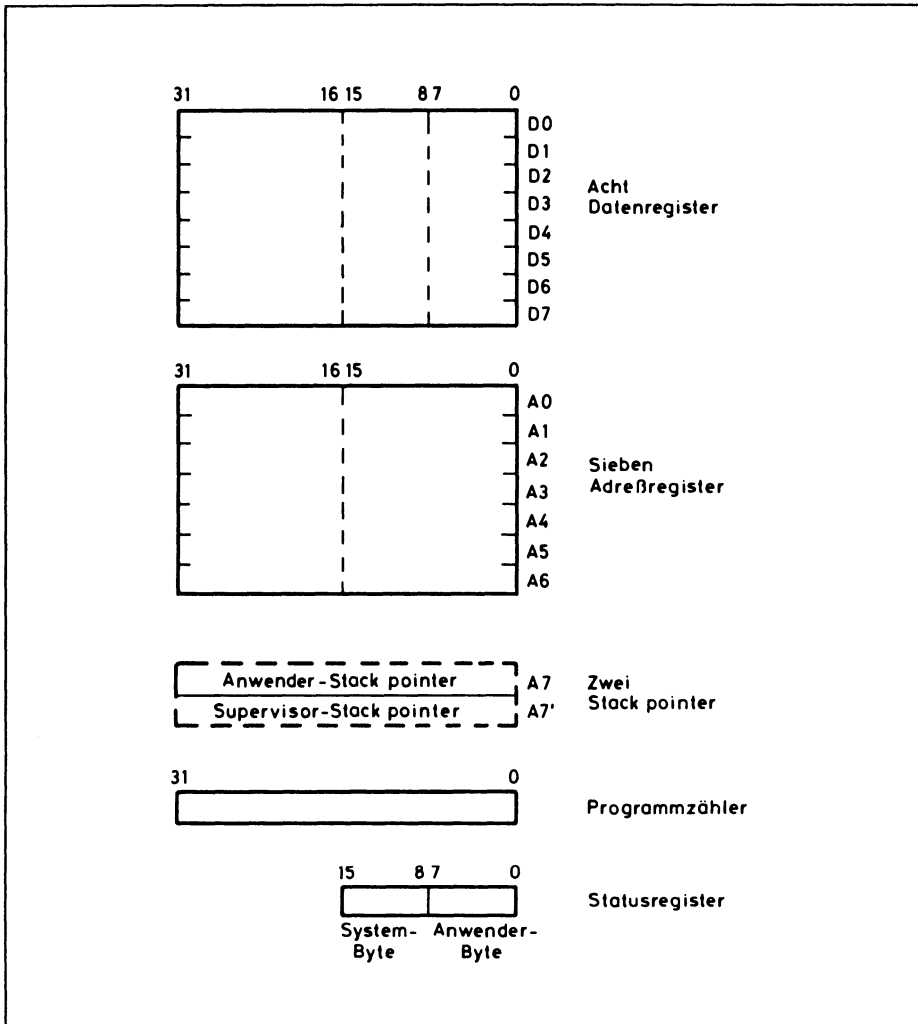 31 16 15 8 7 0
D0
D1
D2
D3
D4
D5
D6
D7
Acht
Datenregister
31 16 15 0
A0
A1
A2
A3
A4
A5
A6
Sieben
Adreßregister
Anwender-Stack pointer A7
Supervisor-Stack pointer A7'
Zwei
Stack pointer
31 0
Programmzähler
15 8 7 0
Statusregister
System- Anwender-
Byte Byte